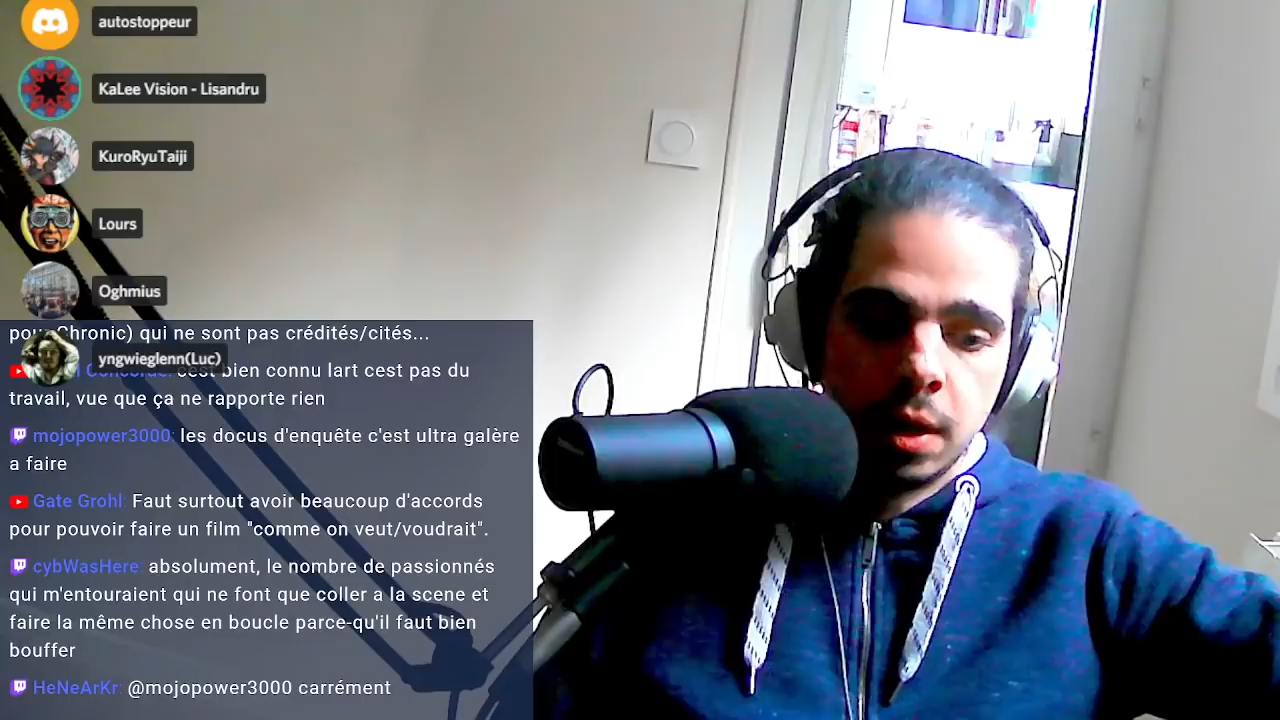 autostoppeur
KaLee Vision - Lisandru
KuroRyuTaiji
Lours
Oghmius
pour Chronic) qui ne sont pas crédités/cités...
yngwieglenn(Luc)
bien connu lart cest pas du
travail, vue que ça ne rapporte rien
mojopower3000: les docus d'enquête c'est ultra galère
a faire
Gate Grohl: Faut surtout avoir beaucoup d'accords
pour pouvoir faire un film "comme on veut/voudrait".
cybWasHere: absolument, le nombre de passionnés
qui m'entouraient qui ne font que coller a la scene et
faire la même chose en boucle parce-qu'il faut bien
bouffer
HeNeArKr: @mojopower3000 carrément